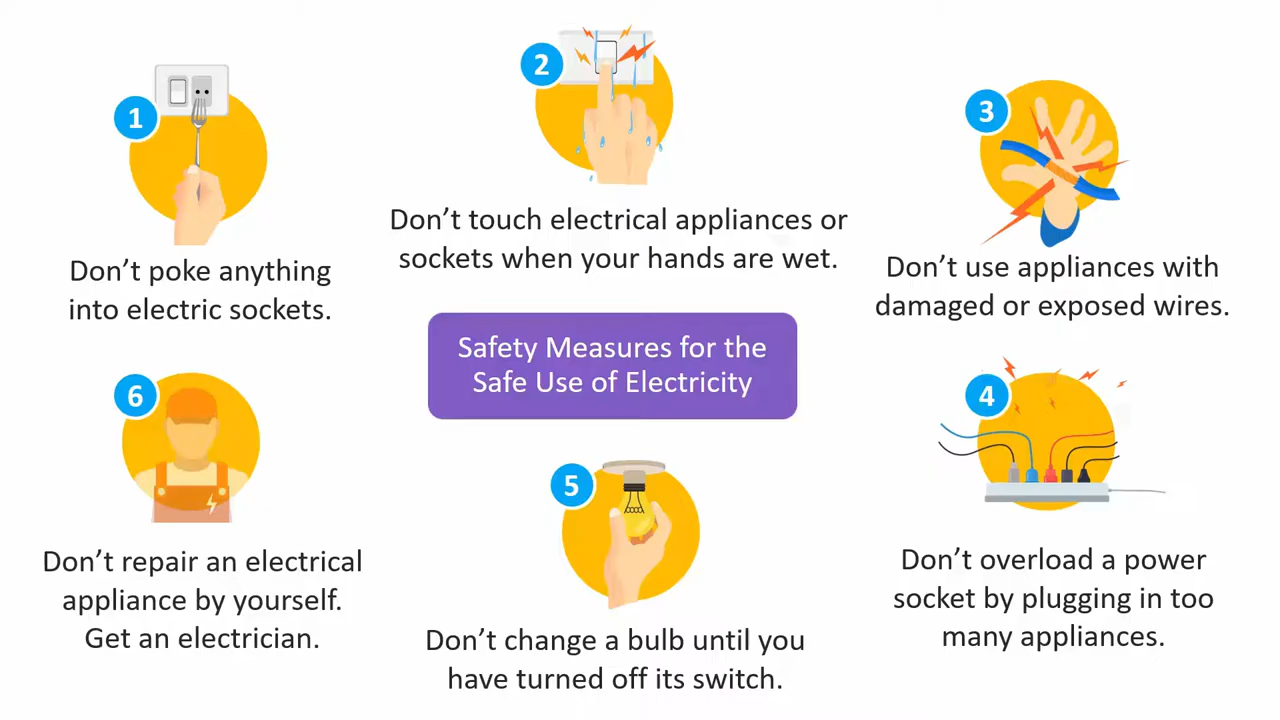 1
Don’t poke anything
into electric sockets.
2
Don’t touch electrical appliances or
sockets when your hands are wet.
3
Don’t use appliances with
damaged or exposed wires.
Safety Measures for the
Safe Use of Electricity
4
Don’t overload a power
socket by plugging in too
many appliances.
5
Don’t change a bulb until you
have turned off its switch.
6
Don’t repair an electrical
appliance by yourself.
Get an electrician.